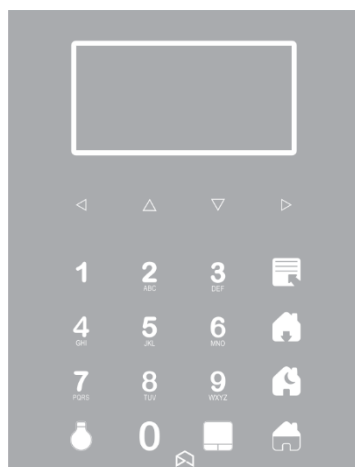 1 2 3
ABC DEF
4 5 6
GHI JKL MNO
7 8 9
PQRS TUV WXYZ
0